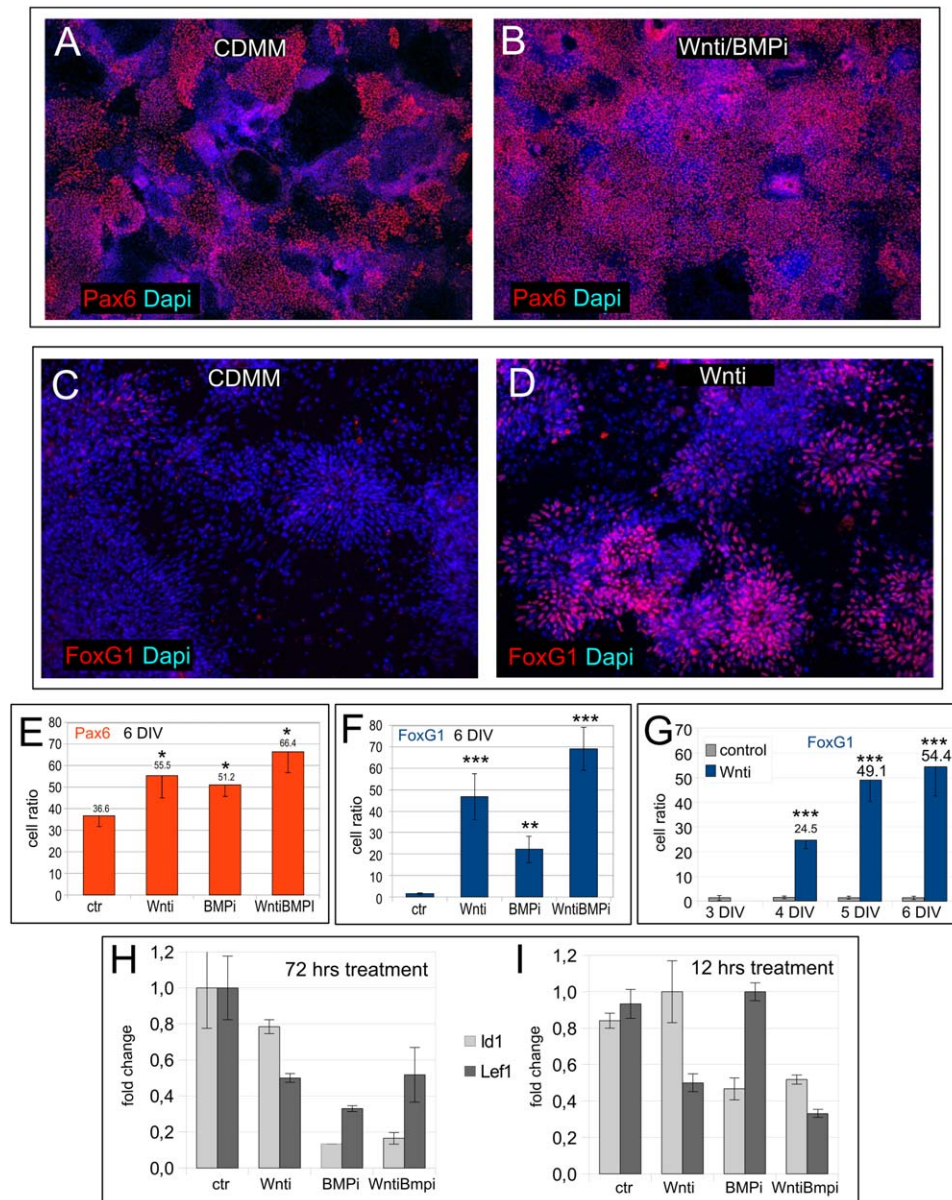 A
CDMM
Pax6 Dapi
B
Wnti/BMPi
Pax6 Dapi
C
CDMM
FoxG1 Dapi
D
Wnti
FoxG1 Dapi
E
Pax6 6 DIV
cell ratio
80
70
60
50
40
30
20
10
0
36.6
*
55.5
*
51.2
*
66.4
ctr Wnti BMPi WntiBMPI
F
FoxG1 6 DIV
cell ratio
80
70
60
50
40
30
20
10
0
***
**
***
ctr Wnti BMPi WntiBMPi
G
FoxG1
control
Wnti
cell ratio
70
60
50
40
30
20
10
0
***
24.5
***
49.1
***
54.4
3 DIV 4 DIV 5 DIV 6 DIV
H
72 hrs treatment
fold change
1,2
1,0
0,8
0,6
0,4
0,2
0,0
ctr Wnti BMPi WntiBmpi
Id1
Lef1
I
12 hrs treatment
fold change
1,2
1,0
0,8
0,6
0,4
0,2
0,0
ctr Wnti BMPi WntiBmpi